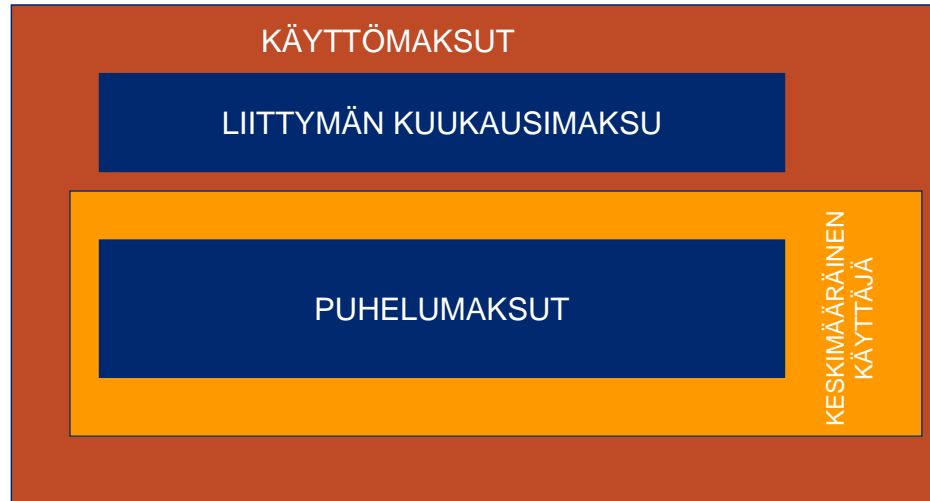 KÄYTTÖMAKSUT
LIITTYMÄN KUUKAUSIMAKSU
PUHELUMAKSUT
KESKIMÄÄRÄINEN
KÄYTTÄJÄ